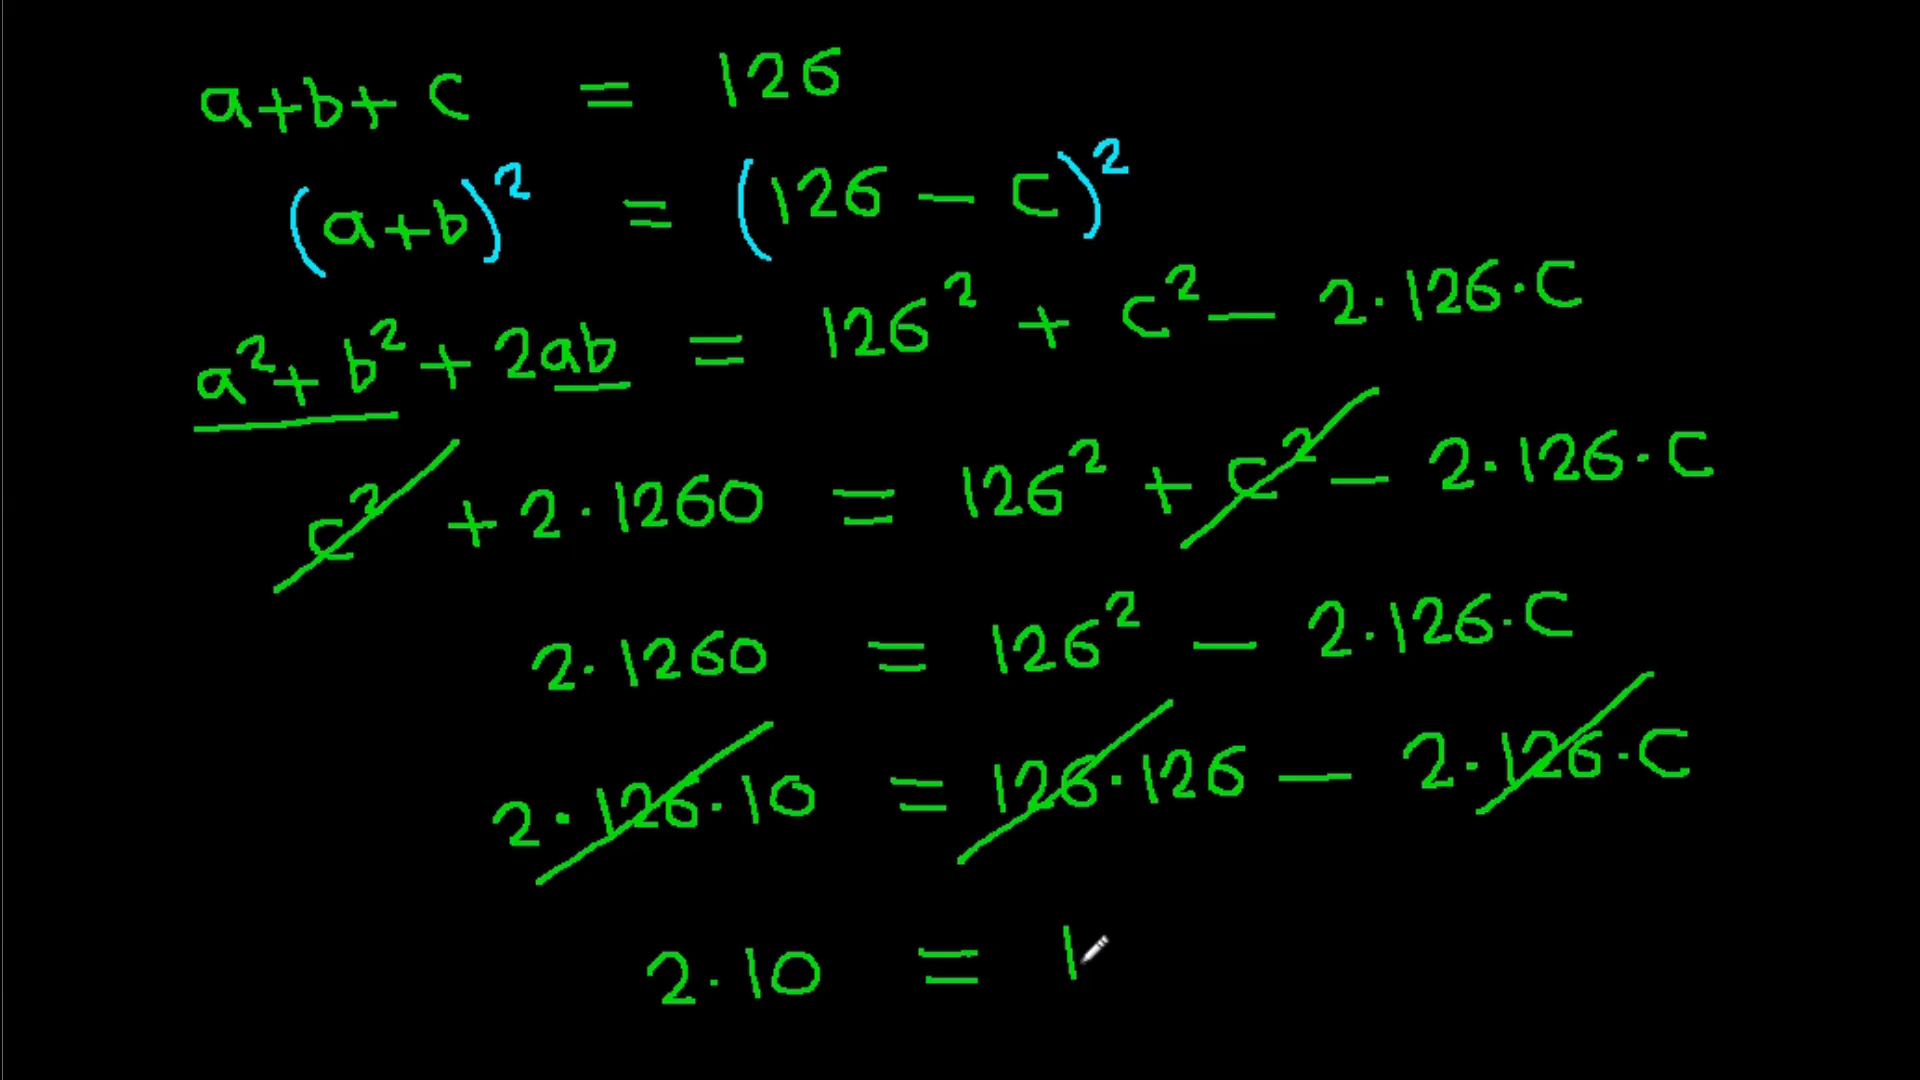 a+b+c = 126
(a+b)² = (126 - c)²
a² + b² + 2ab = 126² + c² - 2·126·c
c² + 2·1260 = 126² + c² - 2·126·c
2·1260 = 126² - 2·126·c
2·126·10 = 126·126 - 2·126·c
2·10 = 1